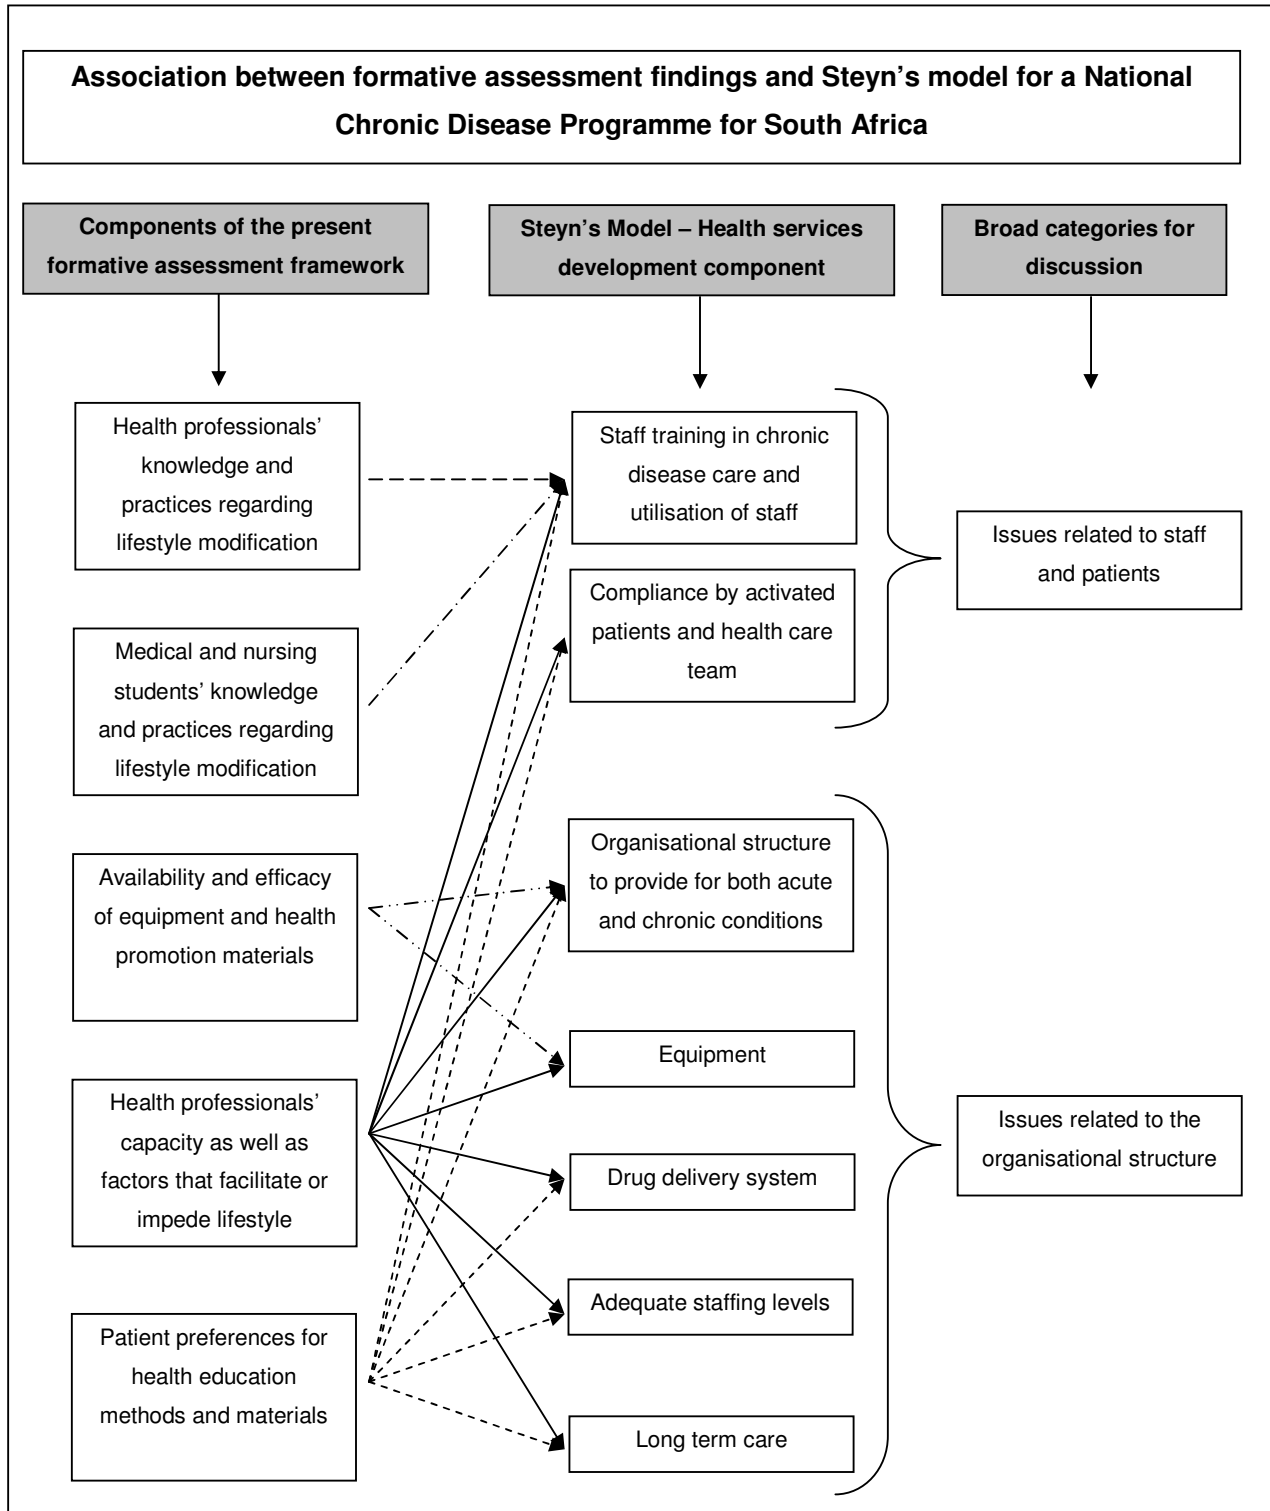 Association between formative assessment findings and Steyn’s model for a National
Chronic Disease Programme for South Africa
Components of the present
formative assessment framework
Steyn’s Model – Health services
development component
Broad categories for
discussion
Health professionals’
knowledge and
practices regarding
lifestyle modification
Medical and nursing
students’ knowledge
and practices regarding
lifestyle modification
Availability and efficacy
of equipment and health
promotion materials
Health professionals’
capacity as well as
factors that facilitate or
impede lifestyle
Patient preferences for
health education
methods and materials
Staff training in chronic
disease care and
utilisation of staff
Compliance by activated
patients and health care
team
Organisational structure
to provide for both acute
and chronic conditions
Equipment
Drug delivery system
Adequate staffing levels
Long term care
Issues related to staff
and patients
Issues related to the
organisational structure